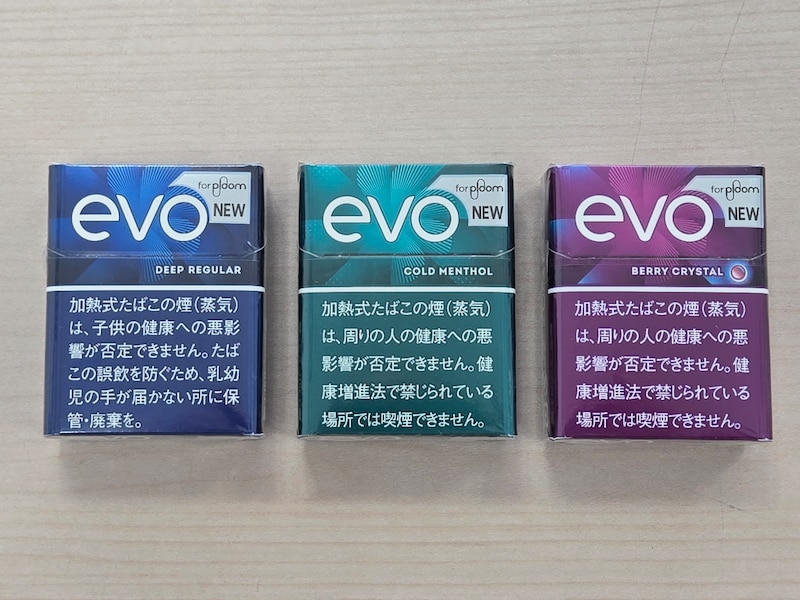 evo
for ploom
NEW
DEEP REGULAR
加熱式たばこの煙(蒸気)
は、子供の健康への悪影
響が否定できません。たば
この誤飲を防ぐため、乳幼
児の手が届かない所に保
管・廃棄を。
evo
for ploom
NEW
COLD MENTHOL
加熱式たばこの煙(蒸気)
は、周りの人の健康への悪
影響が否定できません。健
康増進法で禁じられている
場所では喫煙できません。
evo
for ploom
NEW
BERRY CRYSTAL
加熱式たばこの煙(蒸気)
は、周りの人の健康への悪
影響が否定できません。健
康増進法で禁じられている
場所では喫煙できません。